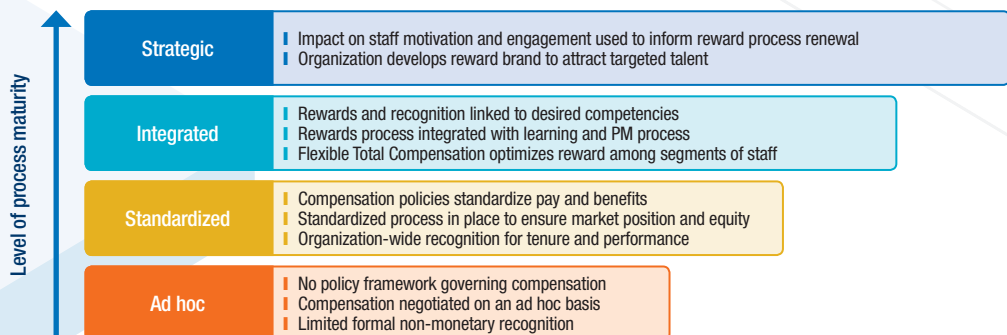 Level of process maturity
Strategic
Impact on staff motivation and engagement used to inform reward process renewal
Organization develops reward brand to attract targeted talent
Integrated
Rewards and recognition linked to desired competencies
Rewards process integrated with learning and PM process
Flexible Total Compensation optimizes reward among segments of staff
Standardized
Compensation policies standardize pay and benefits
Standardized process in place to ensure market position and equity
Organization-wide recognition for tenure and performance
Ad hoc
No policy framework governing compensation
Compensation negotiated on an ad hoc basis
Limited formal non-monetary recognition